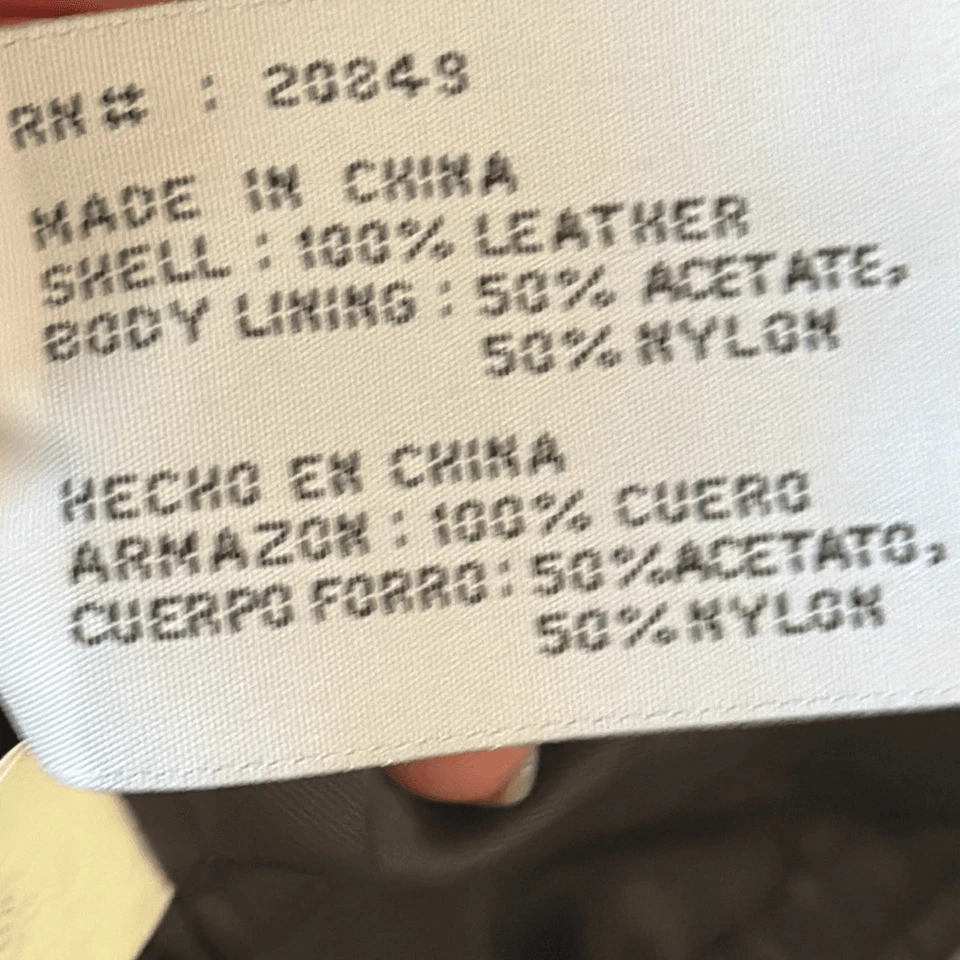 RN# : 20849
MADE IN CHINA
SHELL : 100% LEATHER
BODY LINING : 50% ACETATE,
50% NYLON
HECHO EN CHINA
ARMAZON : 100% CUERO
CUERPO FORRO: 50%ACETATO,
50%NYLON